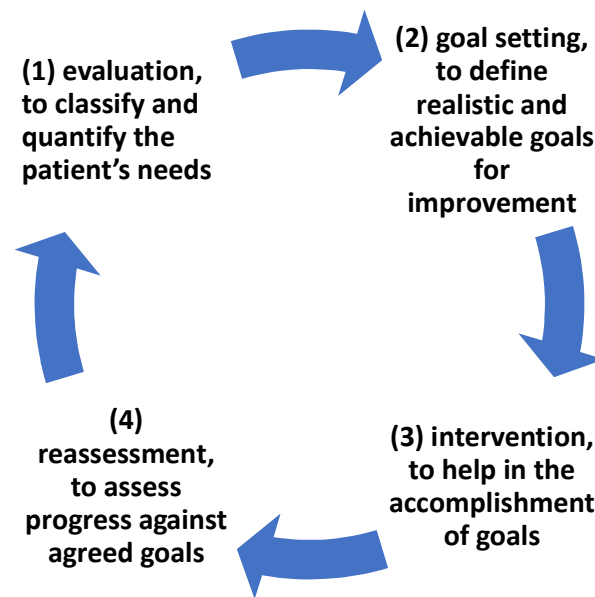 (1) evaluation,
to classify and
quantify the
patient’s needs
(2) goal setting,
to define
realistic and
achievable goals
for
improvement
(3) intervention,
to help in the
accomplishment
of goals
(4)
reassessment,
to assess
progress against
agreed goals